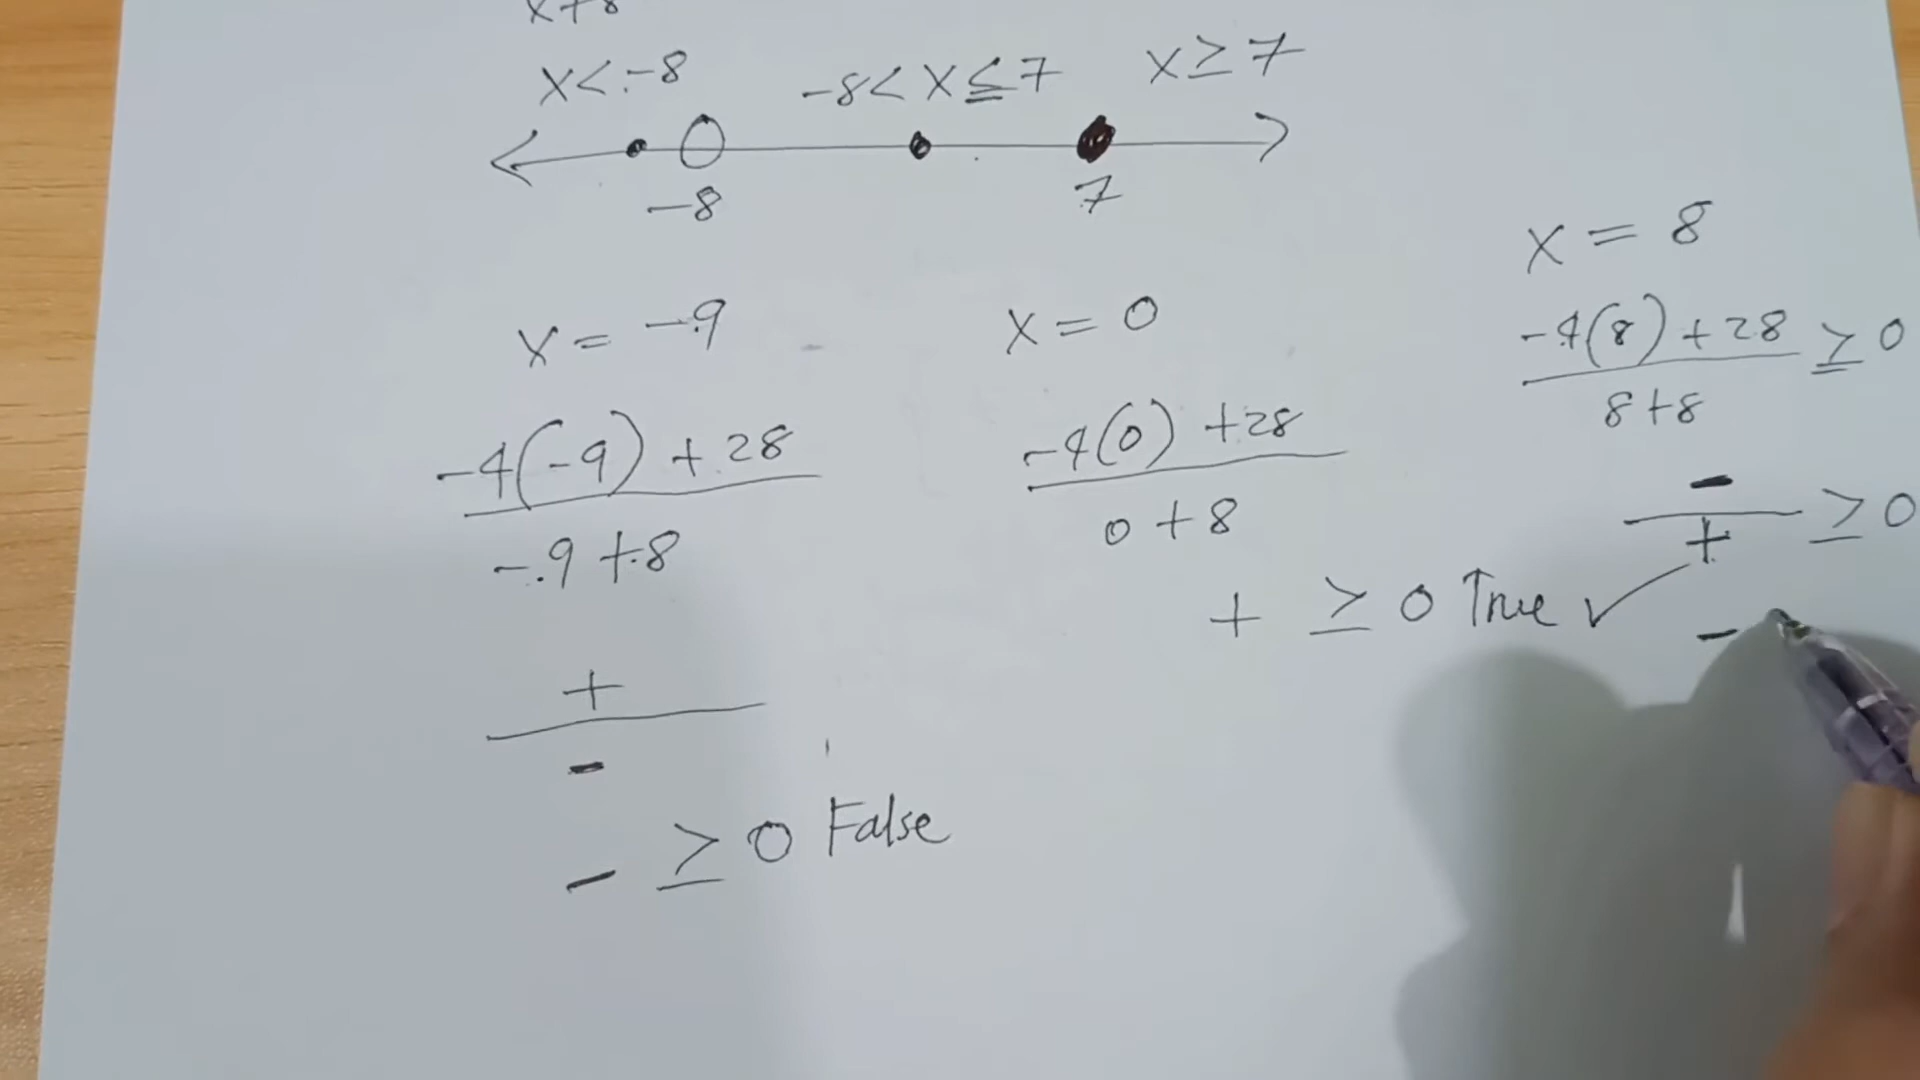 x+8
x<-8 -8<x≤7 x≥7
-8 7
x = -9
-4(-9) + 28
-9+8
+
-
- ≥ 0 False
x = 0
-4(0) +28
0+8
+ ≥ 0 True ✓
x = 8
-4(8)+28 ≥ 0
8+8
- ≥ 0
+
-